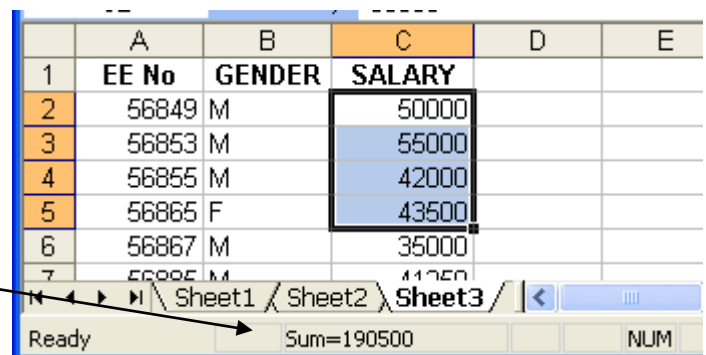 A B C D E
1 EE No GENDER SALARY
2 56849 M 50000
3 56853 M 55000
4 56855 M 42000
5 56865 F 43500
6 56867 M 35000
7 M
Sheet1 Sheet2 Sheet3
Ready Sum=190500 NUM